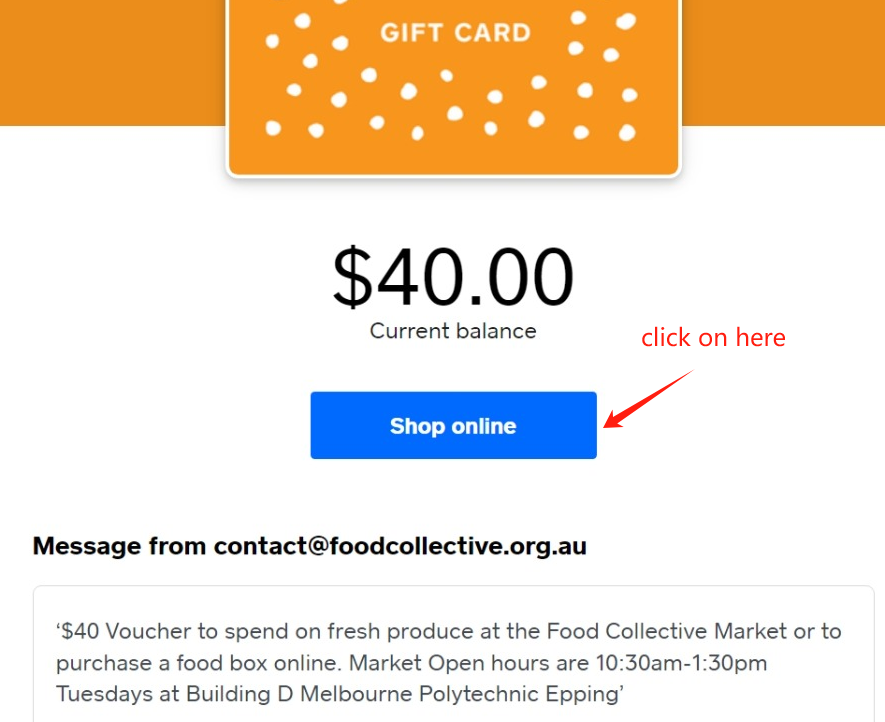 GIFT CARD
$40.00
Current balance
click on here
Shop online
Message from contact@foodcollective.org.au
‘$40 Voucher to spend on fresh produce at the Food Collective Market or to
purchase a food box online. Market Open hours are 10:30am-1:30pm
Tuesdays at Building D Melbourne Polytechnic Epping’